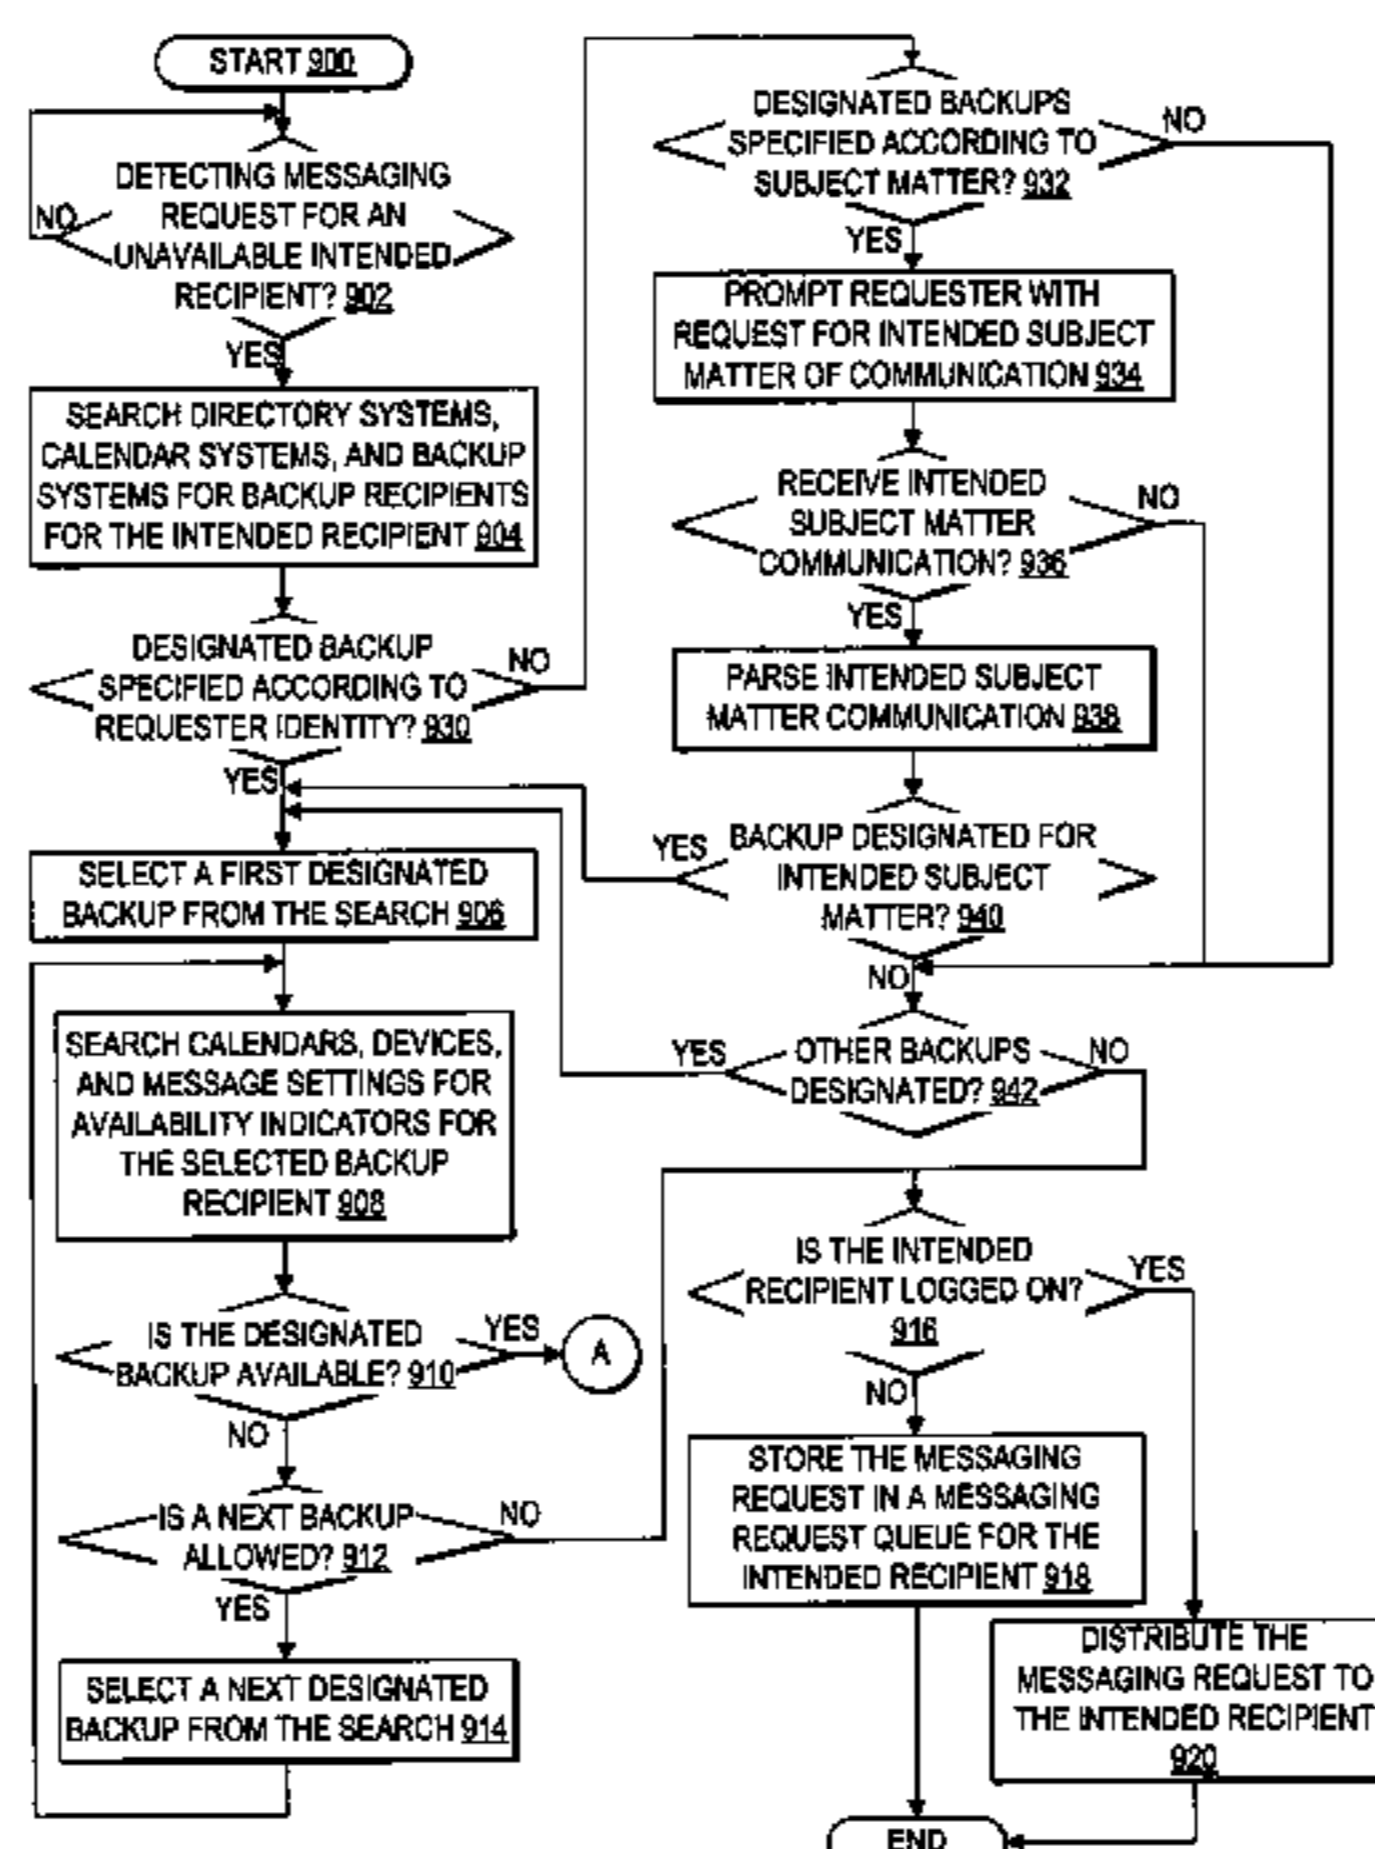 START 900
DETECTING MESSAGING
REQUEST FOR AN
UNAVAILABLE INTENDED
RECIPIENT? 902
NO
YES
SEARCH DIRECTORY SYSTEMS,
CALENDAR SYSTEMS, AND BACKUP
SYSTEMS FOR BACKUP RECIPIENTS
FOR THE INTENDED RECIPIENT 904
DESIGNATED BACKUP
SPECIFIED ACCORDING TO
REQUESTER IDENTITY? 930
NO
YES
SELECT A FIRST DESIGNATED
BACKUP FROM THE SEARCH 906
SEARCH CALENDARS, DEVICES,
AND MESSAGE SETTINGS FOR
AVAILABILITY INDICATORS FOR
THE SELECTED BACKUP
RECIPIENT 908
IS THE DESIGNATED
BACKUP AVAILABLE? 910
YES
A
NO
IS A NEXT BACKUP
ALLOWED? 912
NO
YES
SELECT A NEXT DESIGNATED
BACKUP FROM THE SEARCH 914
DESIGNATED BACKUPS
SPECIFIED ACCORDING TO
SUBJECT MATTER? 932
NO
YES
PROMPT REQUESTER WITH
REQUEST FOR INTENDED SUBJECT
MATTER OF COMMUNICATION 934
RECEIVE INTENDED
SUBJECT MATTER
COMMUNICATION? 936
NO
YES
PARSE INTENDED SUBJECT
MATTER COMMUNICATION 938
BACKUP DESIGNATED FOR
INTENDED SUBJECT
MATTER? 940
YES
NO
OTHER BACKUPS
DESIGNATED? 942
YES
NO
IS THE INTENDED
RECIPIENT LOGGED ON?
916
YES
NO
STORE THE MESSAGING
REQUEST IN A MESSAGING
REQUEST QUEUE FOR THE
INTENDED RECIPIENT 918
DISTRIBUTE THE
MESSAGING REQUEST TO
THE INTENDED RECIPIENT
920
END